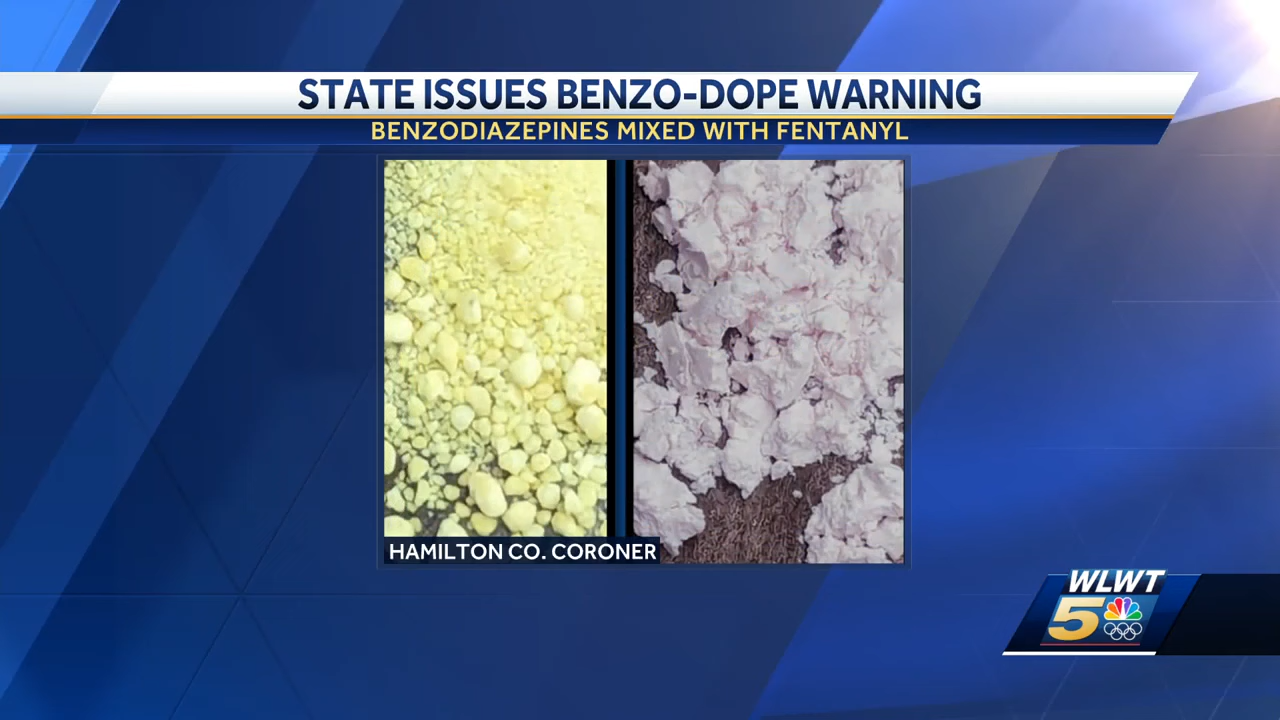 STATE ISSUES BENZO-DOPE WARNING
BENZODIAZEPINES MIXED WITH FENTANYL
HAMILTON CO. CORONER
WLWT
5